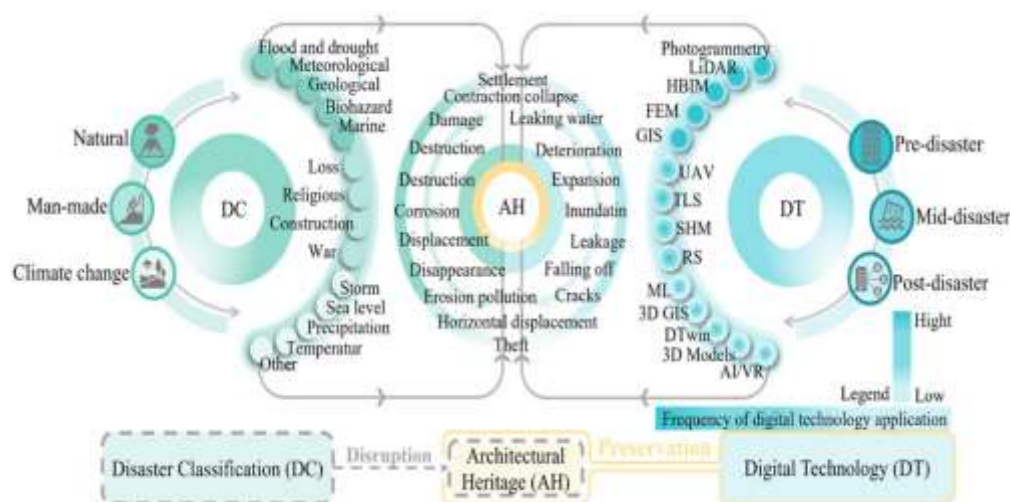 Flood and drought
Meteorological
Geological
Biohazard
Marine
Natural
Man-made
Climate change
DC
Loss
Religious
Construction
War
Storm
Sea level
Precipitation
Temperatur
Other
Settlement
Contraction collapse
Damage
Leaking water
Destruction
Deterioration
Destruction
Expansion
AH
Corrosion
Inundatin
Displacement
Leakage
Disappearance
Falling off
Erosion pollution
Cracks
Horizontal displacement
Theft
Photogrammetry
LiDAR
HBIM
FEM
GIS
UAV
TLS
SHM
RS
ML
3D GIS
DTwin
3D Models
AI/VR
DT
Pre-disaster
Mid-disaster
Post-disaster
Hight
Legend
Low
Frequency of digital technology application
Disaster Classification (DC)
Disruption
Architectural
Heritage (AH)
Preservation
Digital Technology (DT)